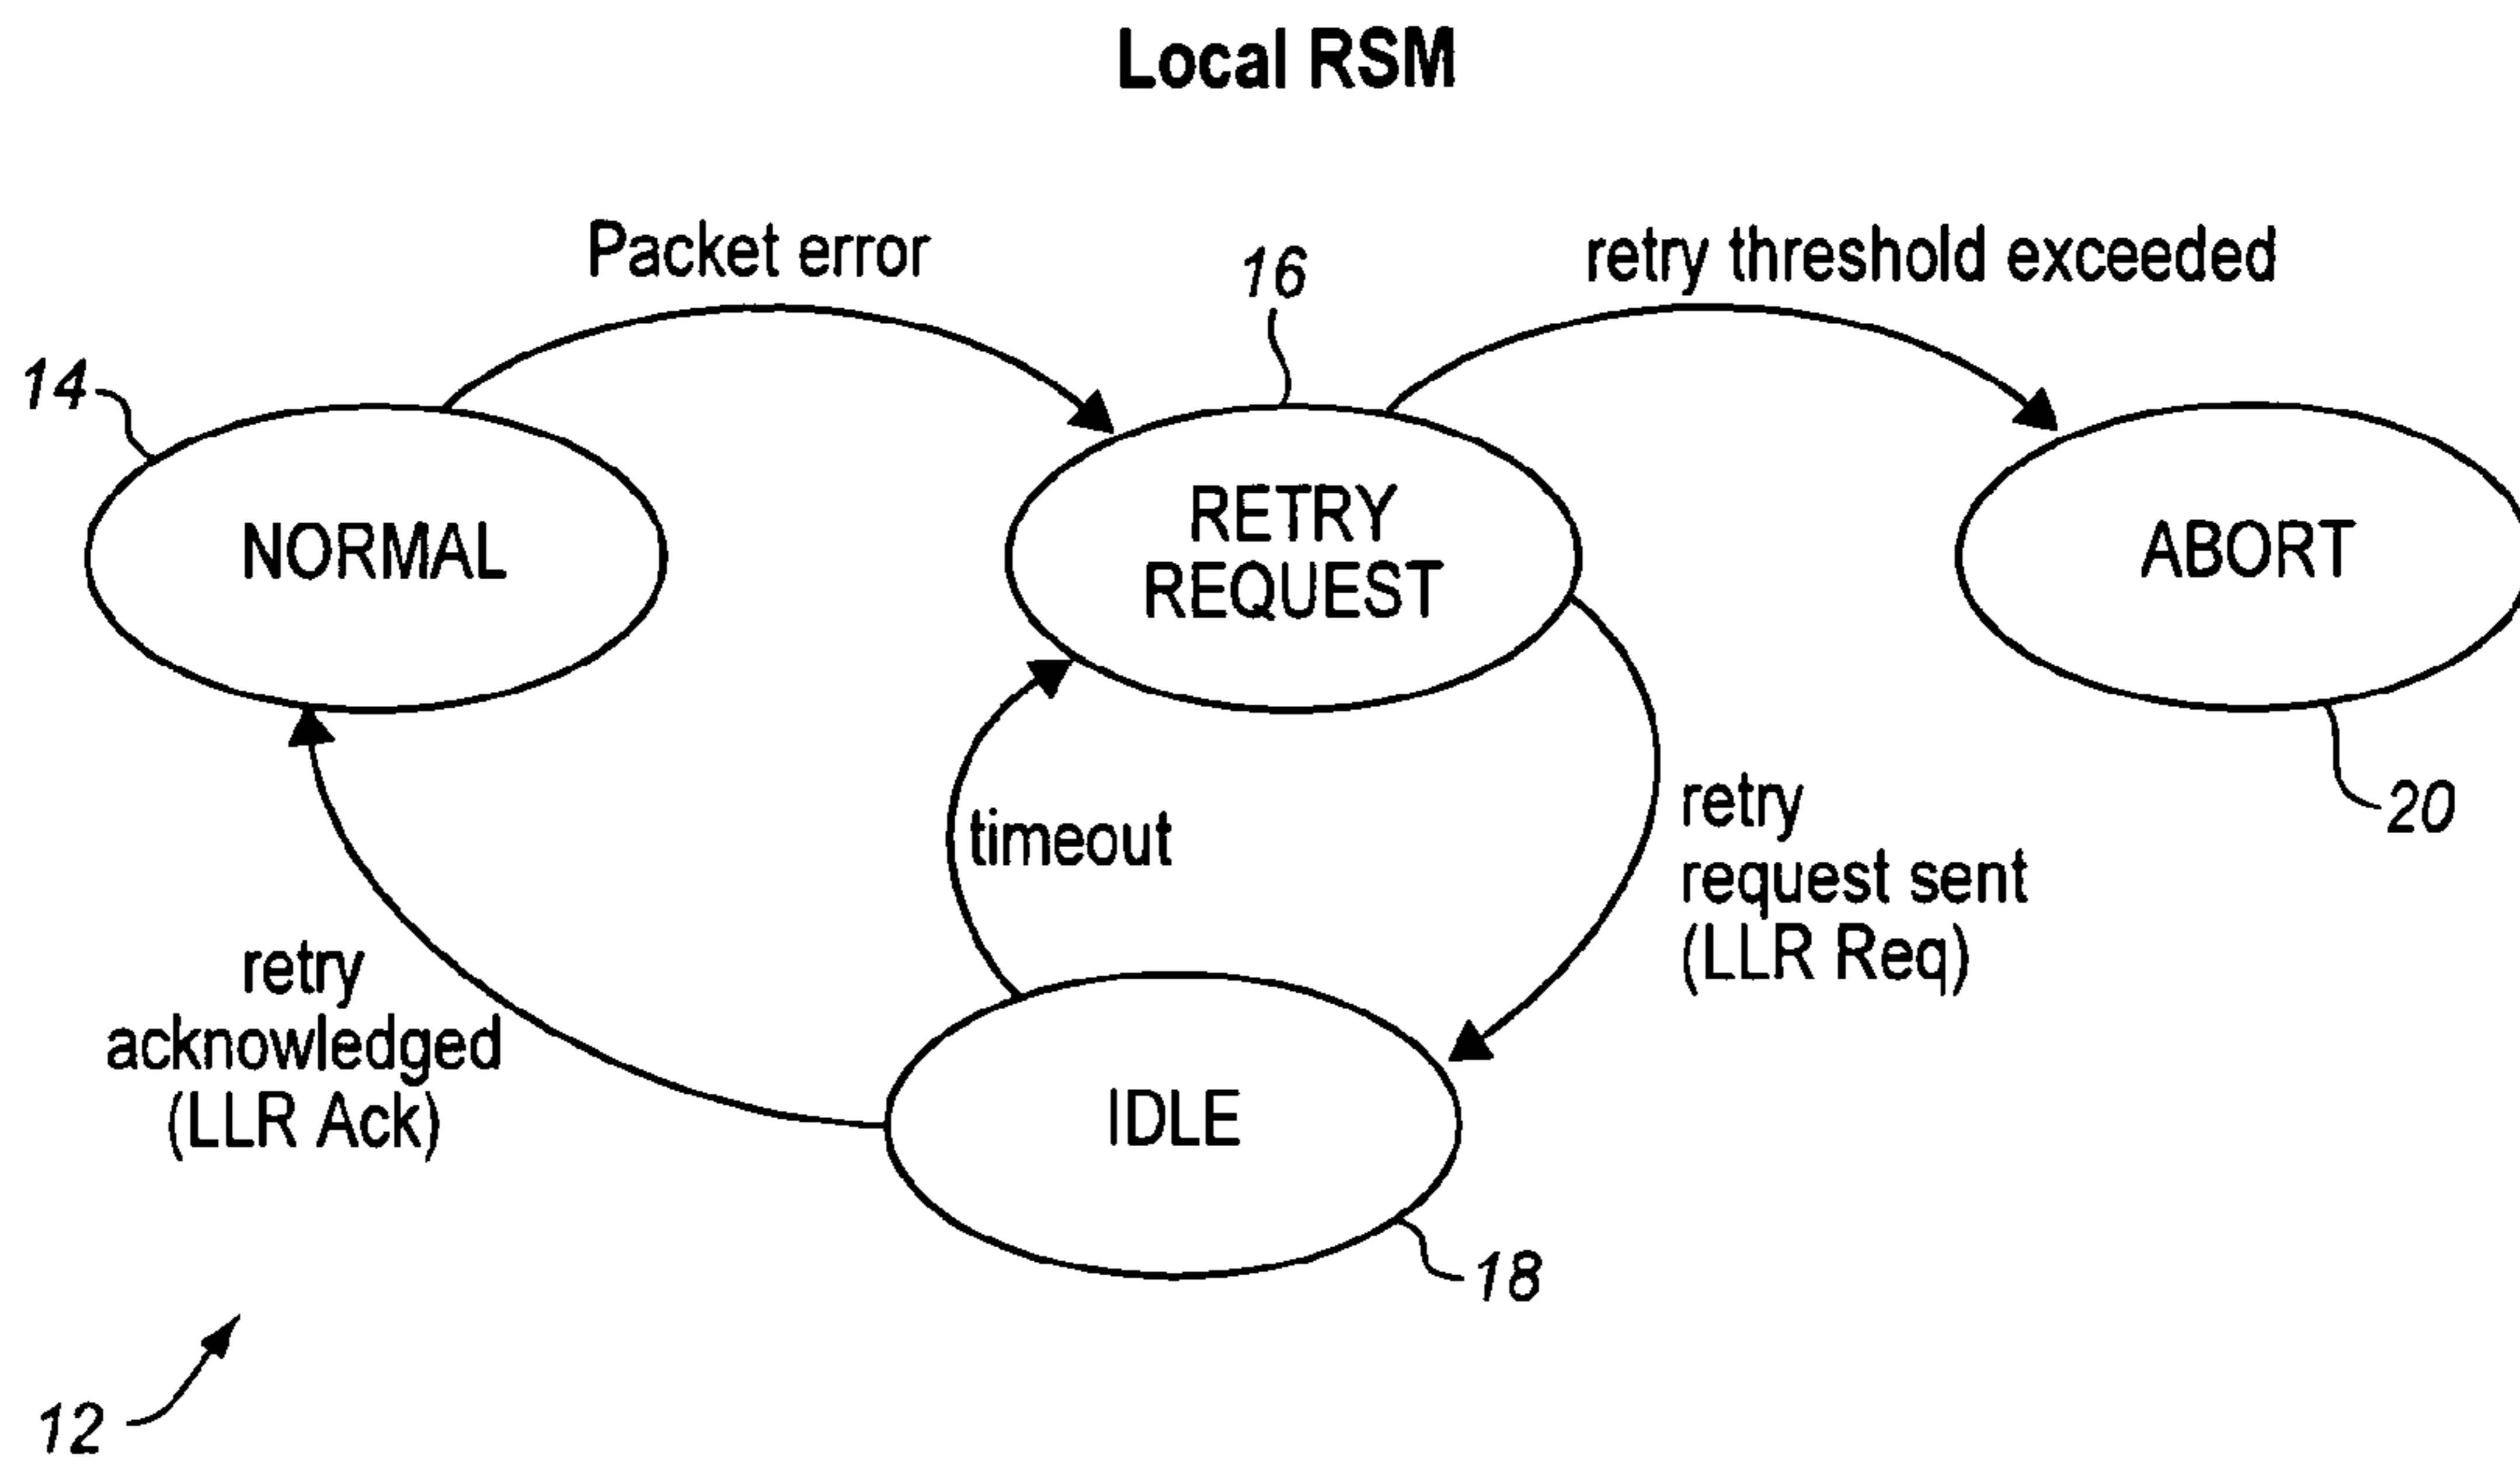 Local RSM
Packet error
16
retry threshold exceeded
14
NORMAL
RETRY
REQUEST
ABORT
timeout
retry
request sent
(LLR Req)
20
retry
acknowledged
(LLR Ack)
IDLE
18
12